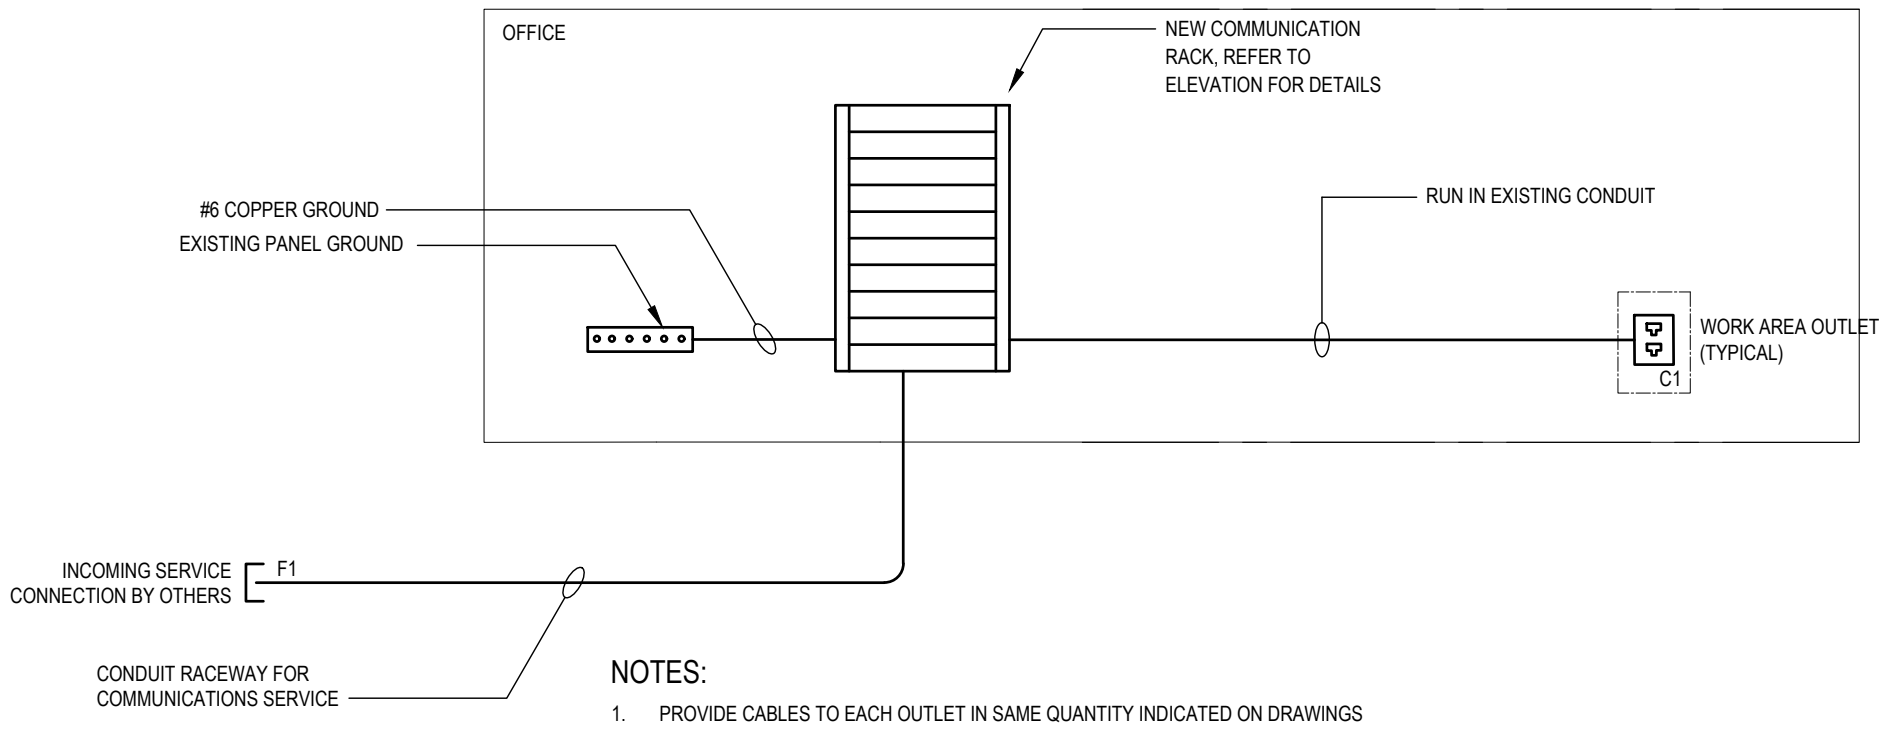 OFFICE
NEW COMMUNICATION
RACK, REFER TO
ELEVATION FOR DETAILS
#6 COPPER GROUND
EXISTING PANEL GROUND
RUN IN EXISTING CONDUIT
WORK AREA OUTLET
(TYPICAL)
C1
INCOMING SERVICE
CONNECTION BY OTHERS
F1
CONDUIT RACEWAY FOR
COMMUNICATIONS SERVICE
NOTES:
1. PROVIDE CABLES TO EACH OUTLET IN SAME QUANTITY INDICATED ON DRAWINGS